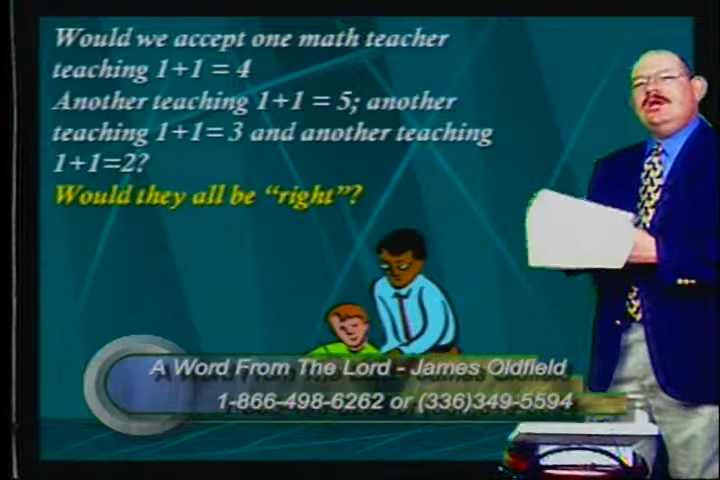 Would we accept one math teacher
teaching 1+1 = 4
Another teaching 1+1 = 5; another
teaching 1+1= 3 and another teaching
1+1=2?
Would they all be “right”?
A Word From The Lord - James Oldfield
1-866-498-6262 or (336)349-5594